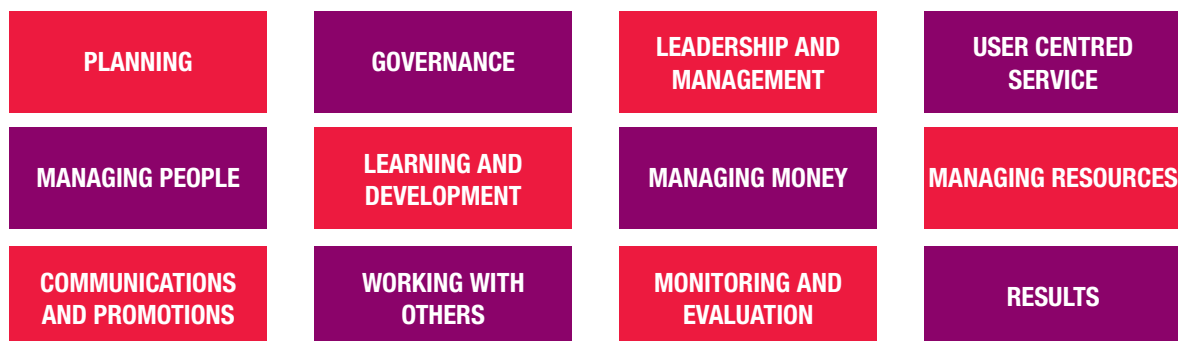 PLANNING
GOVERNANCE
LEADERSHIP AND
MANAGEMENT
USER CENTRED
SERVICE
MANAGING PEOPLE
LEARNING AND
DEVELOPMENT
MANAGING MONEY
MANAGING RESOURCES
COMMUNICATIONS
AND PROMOTIONS
WORKING WITH
OTHERS
MONITORING AND
EVALUATION
RESULTS